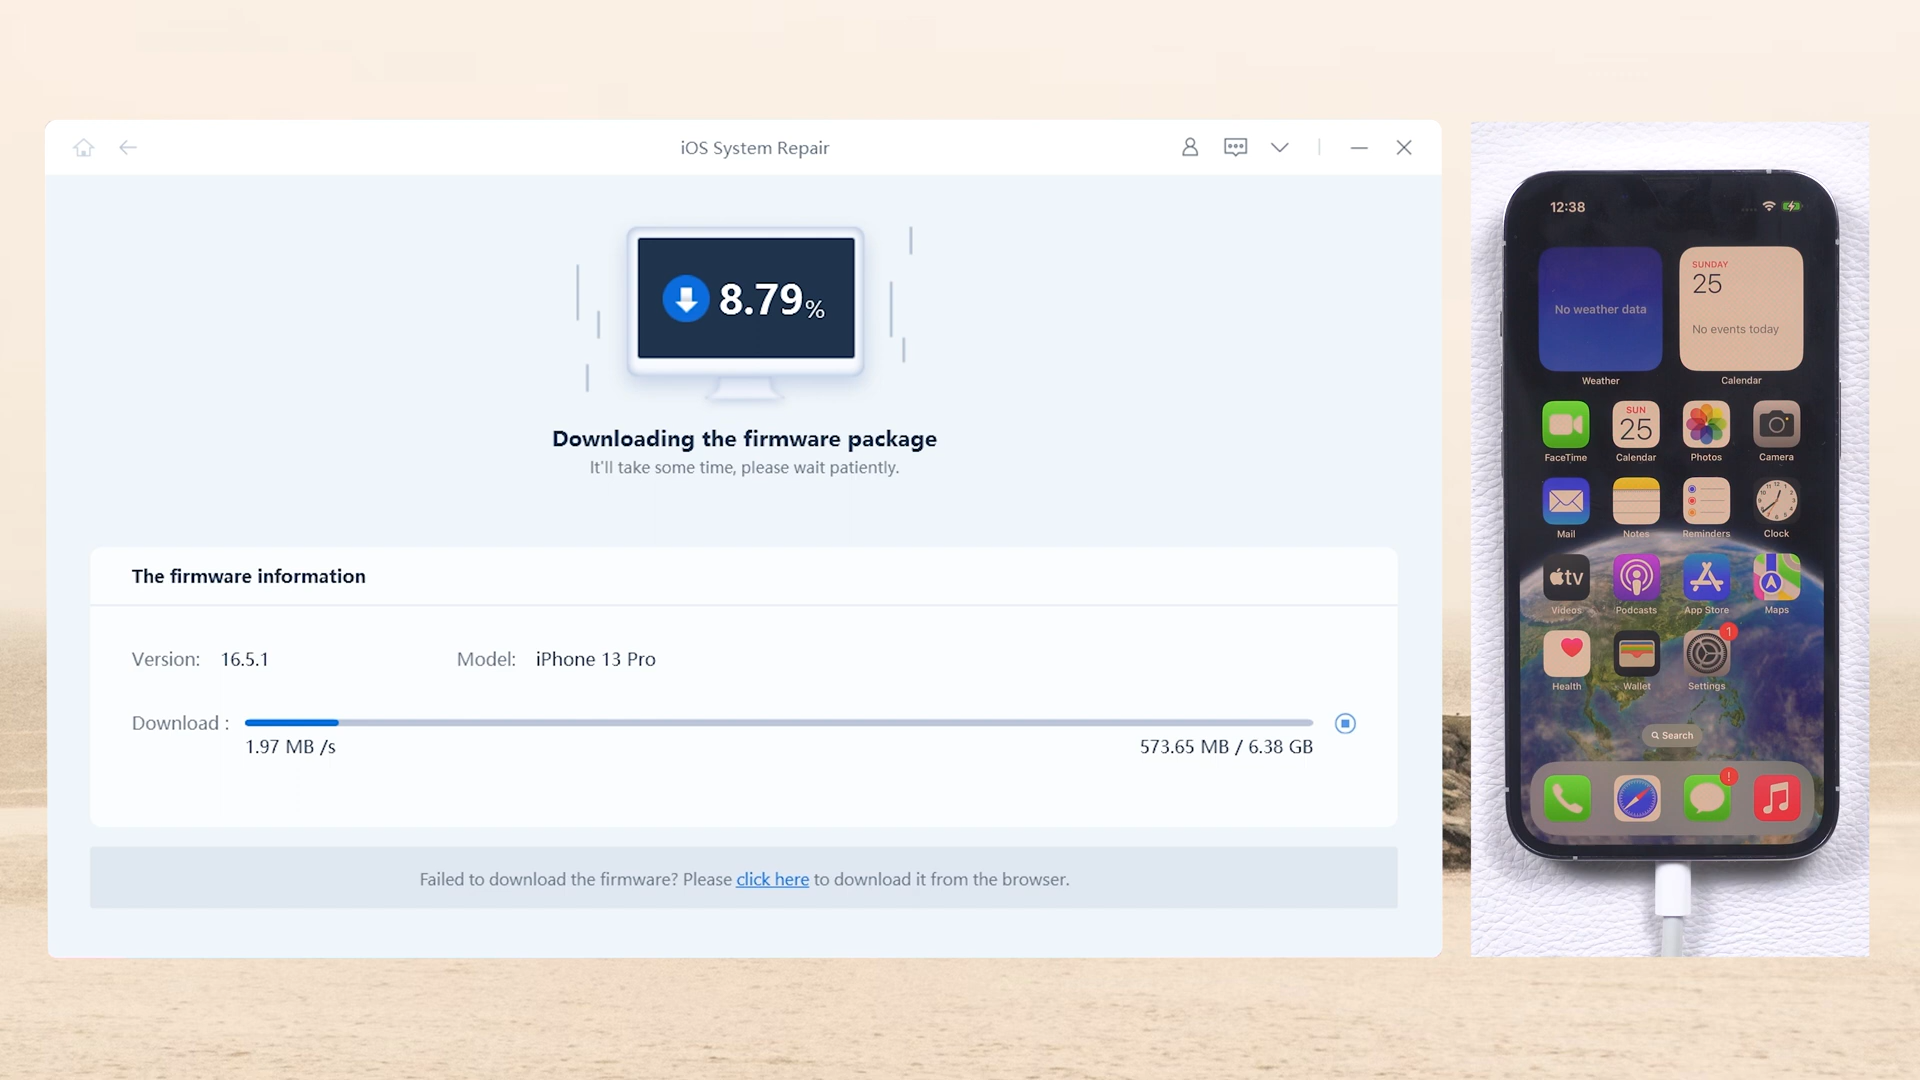 iOS System Repair
8.79%
Downloading the firmware package
It'll take some time, please wait patiently.
The firmware information
Version: 16.5.1
Model: iPhone 13 Pro
Download :
1.97 MB /s
573.65 MB / 6.38 GB
Failed to download the firmware? Please click here to download it from the browser.
12:38
No weather data
Weather
SUNDAY
25
No events today
Calendar
SUN
25
FaceTime
Calendar
Photos
Camera
Mail
Notes
Reminders
Clock
tv
Videos
Podcasts
App Store
Maps
1
Health
Wallet
Settings
Search
!